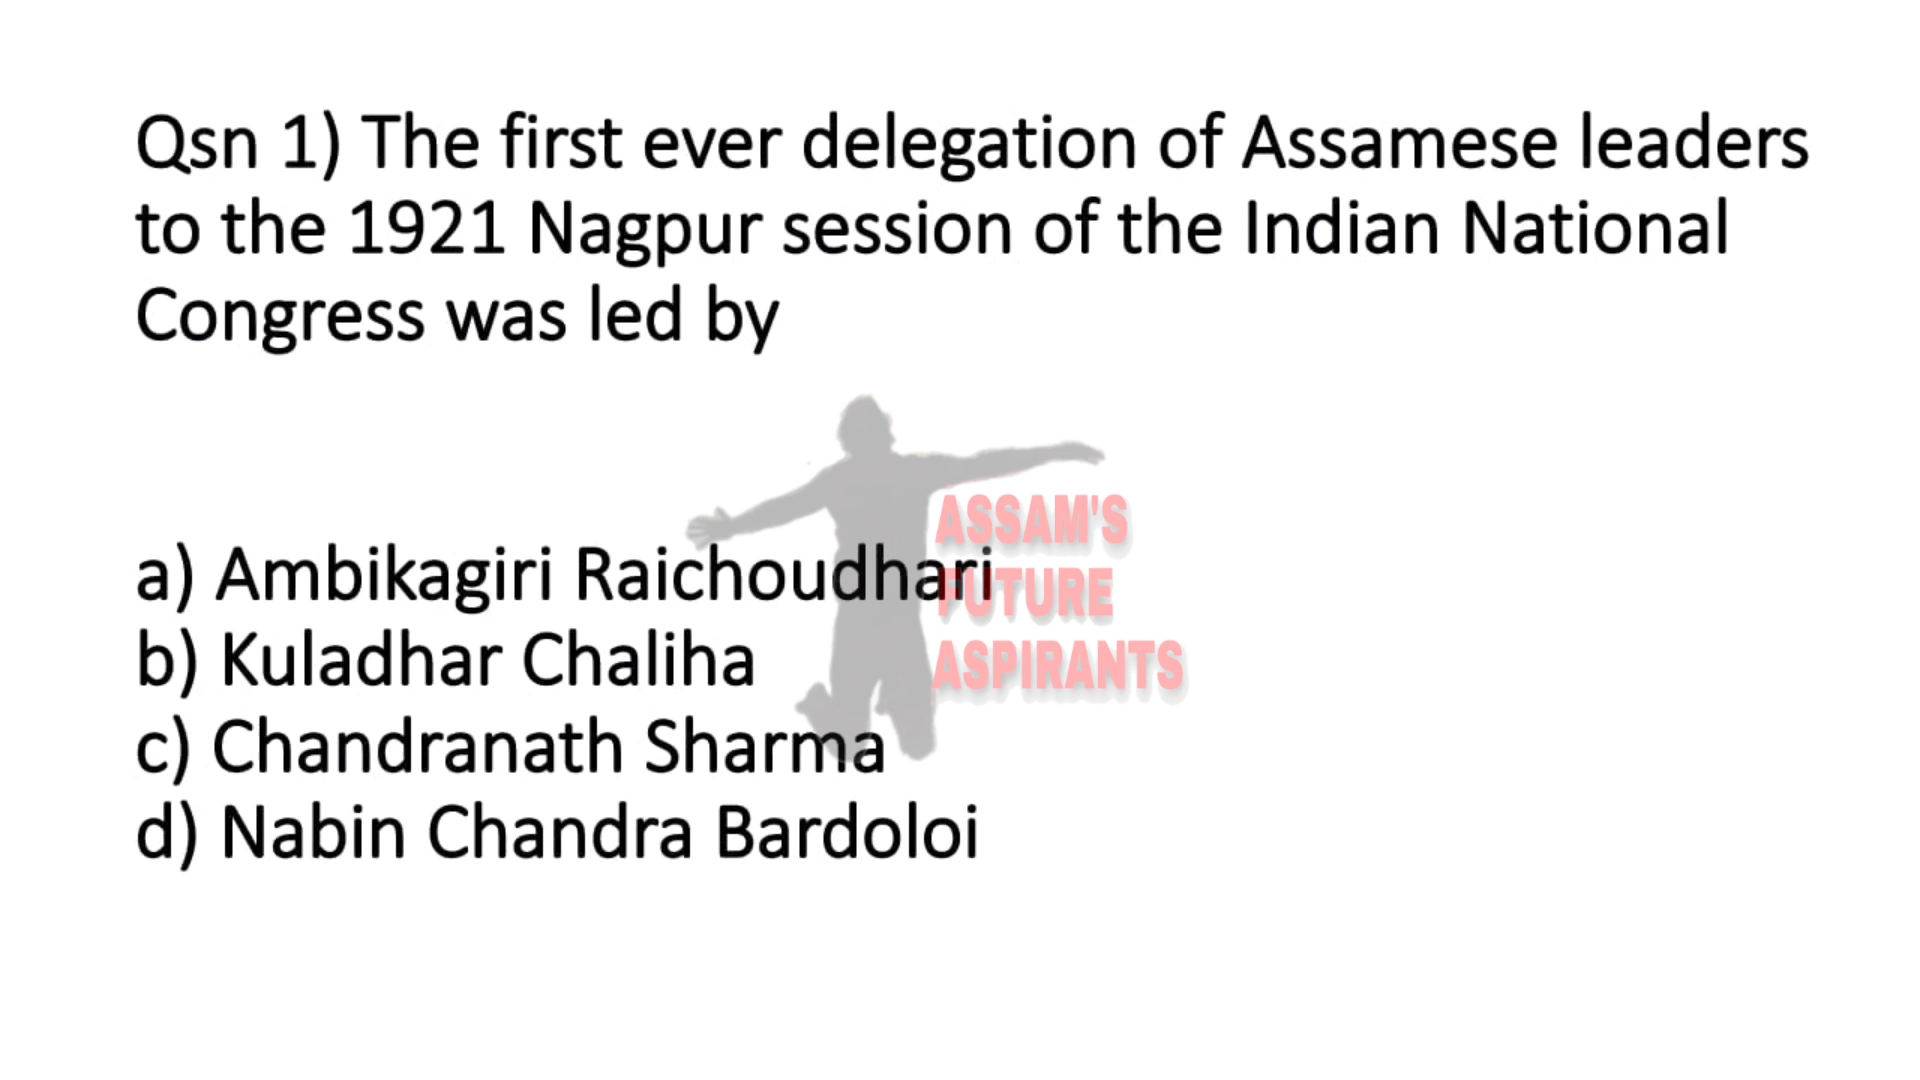 Qsn 1) The first ever delegation of Assamese leaders
to the 1921 Nagpur session of the Indian National
Congress was led by
ASSAM'S
FUTURE
ASPIRANTS
a) Ambikagiri Raichoudhari
b) Kuladhar Chaliha
c) Chandranath Sharma
d) Nabin Chandra Bardoloi